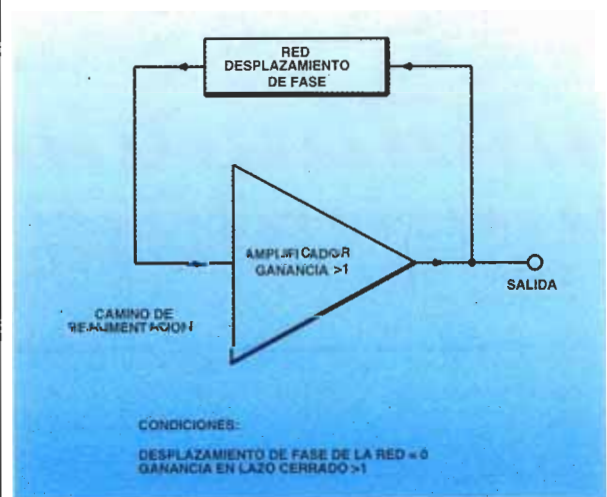 RED
DESPLAZAMIENTO
DE FASE
AMPLIFICADOR
GANANCIA >1
SALIDA
CAMINO DE
REALIMENTACION
CONDICIONES:
DESPLAZAMIENTO DE FASE DE LA RED = 0
GANANCIA EN LAZO CERRADO >1